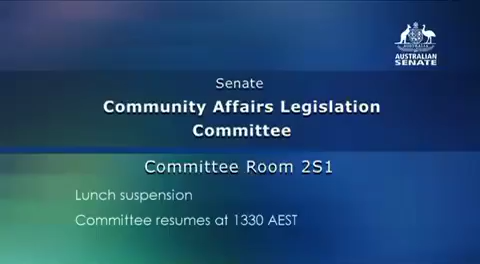 AUSTRALIAN
SENATE
Senate
Community Affairs Legislation
Committee
Committee Room 2S1
Lunch suspension
Committee resumes at 1330 AEST